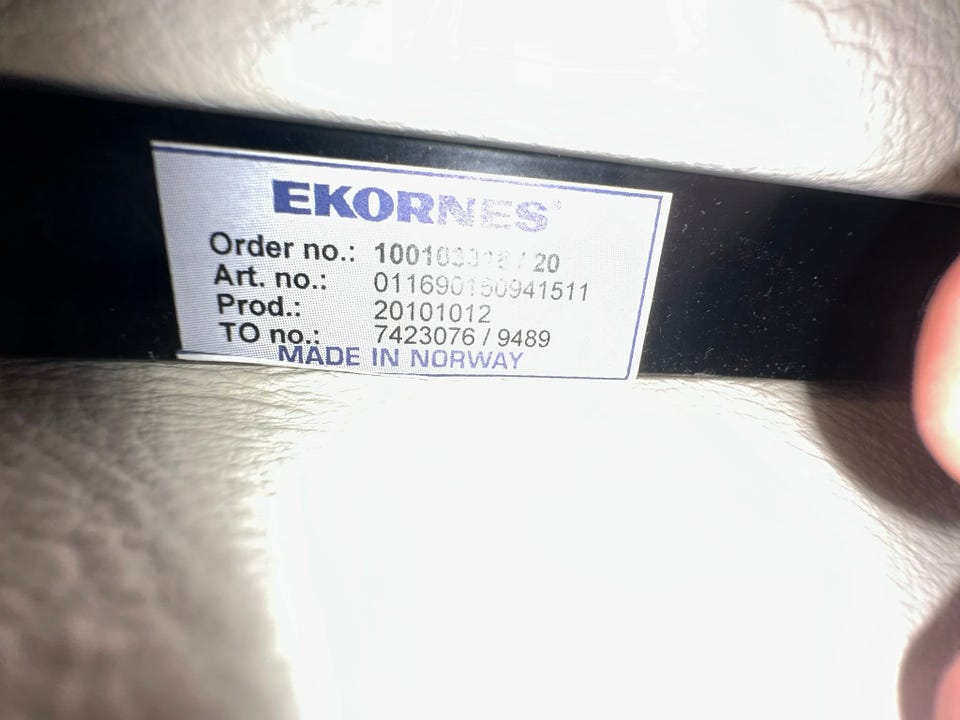 EKORNES®
Order no.: / 20
Art. no.: 011690150941511
Prod.: 20101012
TO no.: 7423076 / 9489
MADE IN NORWAY